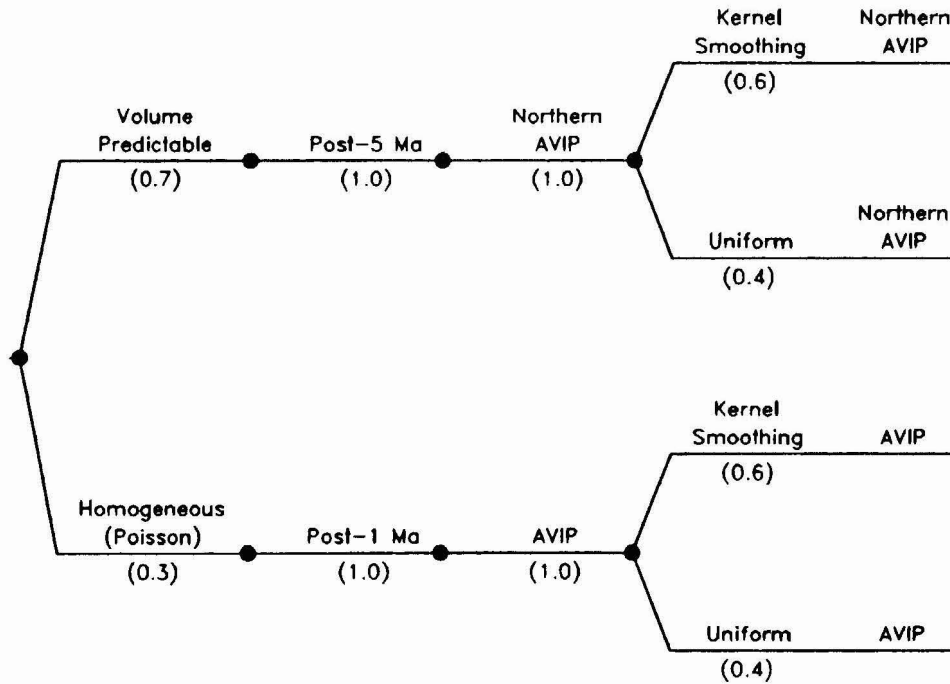 Kernel
Smoothing
(0.6)
Northern
AVIP
Volume
Predictable
(0.7)
Post-5 Ma
(1.0)
Northern
AVIP
(1.0)
Uniform
(0.4)
Northern
AVIP
Kernel
Smoothing
(0.6)
AVIP
Homogeneous
(Poisson)
(0.3)
Post-1 Ma
(1.0)
AVIP
(1.0)
Uniform
(0.4)
AVIP